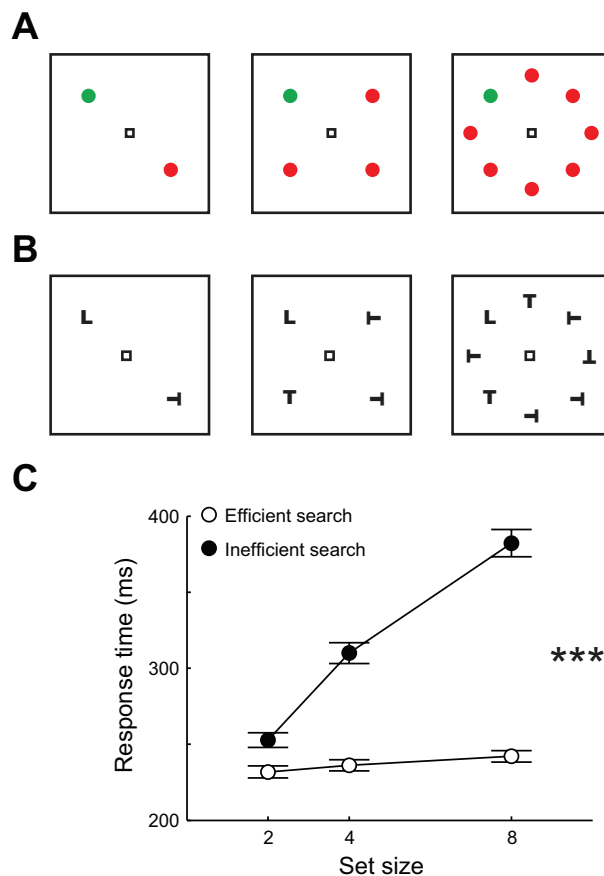 A
B
L
T
L
T
T
T
T
L
T
T
T
T
T
T
T
C
400
Efficient search
Inefficient search
Response time (ms)
300
***
200
2 4 8
Set size